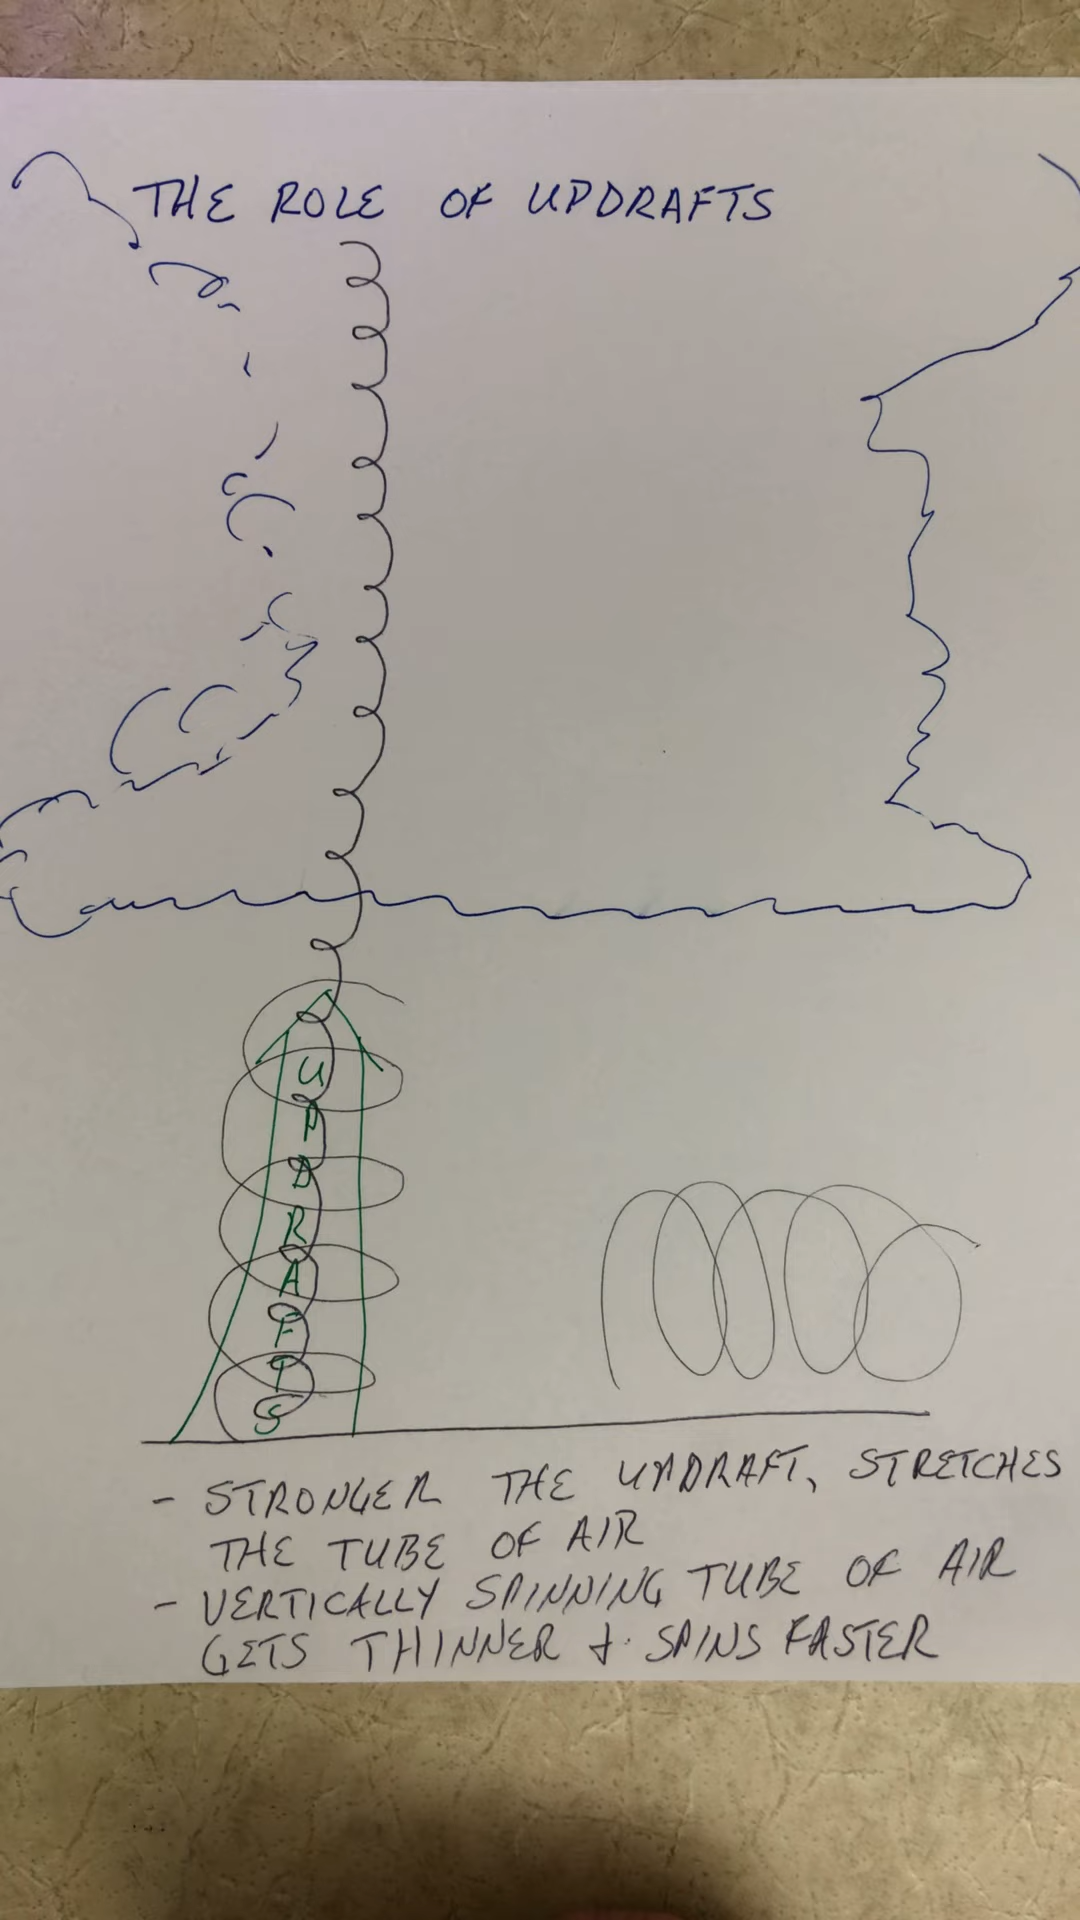 THE ROLE OF UPDRAFTS
UPDRAFTS
- STRONGER THE UPDRAFT, STRETCHES
THE TUBE OF AIR
- VERTICALLY SPINNING TUBE OF AIR
GETS THINNER & SPINS FASTER